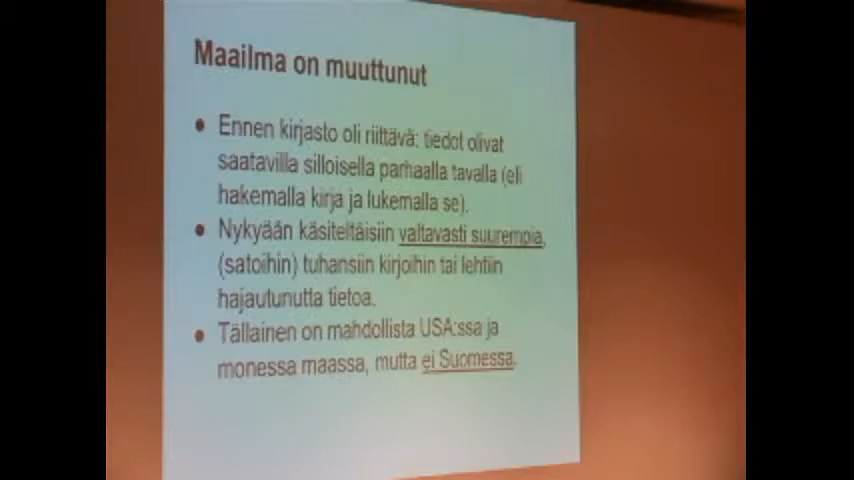 Maailma on muuttunut
• Ennen kirjasto oli riittävä: tiedot olivat
saatavilla silloisella parhaalla tavalla (eli
hakemalla kirja ja lukemalla se).
• Nykyään käsiteltäisiin valtavasti suurempia,
(satoihin) tuhansiin kirjoihin tai lehtiin
hajautunutta tietoa.
• Tällainen on mahdollista USA:ssa ja
monessa maassa, mutta ei Suomessa.